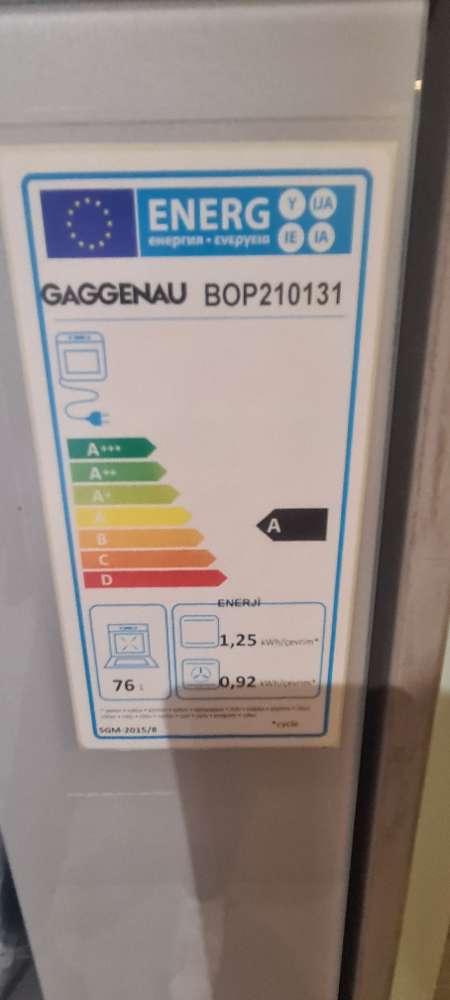 ENERG Y IJA
енергия • ενεργεια IE IA
GAGGENAU BOP210131
A+++
A++
A+
A
B
C
D
A
ENERJİ
1,25 kWh/çevrim*
76 L
0,92 kWh/çevrim*
*cycle
SGM-2015/8